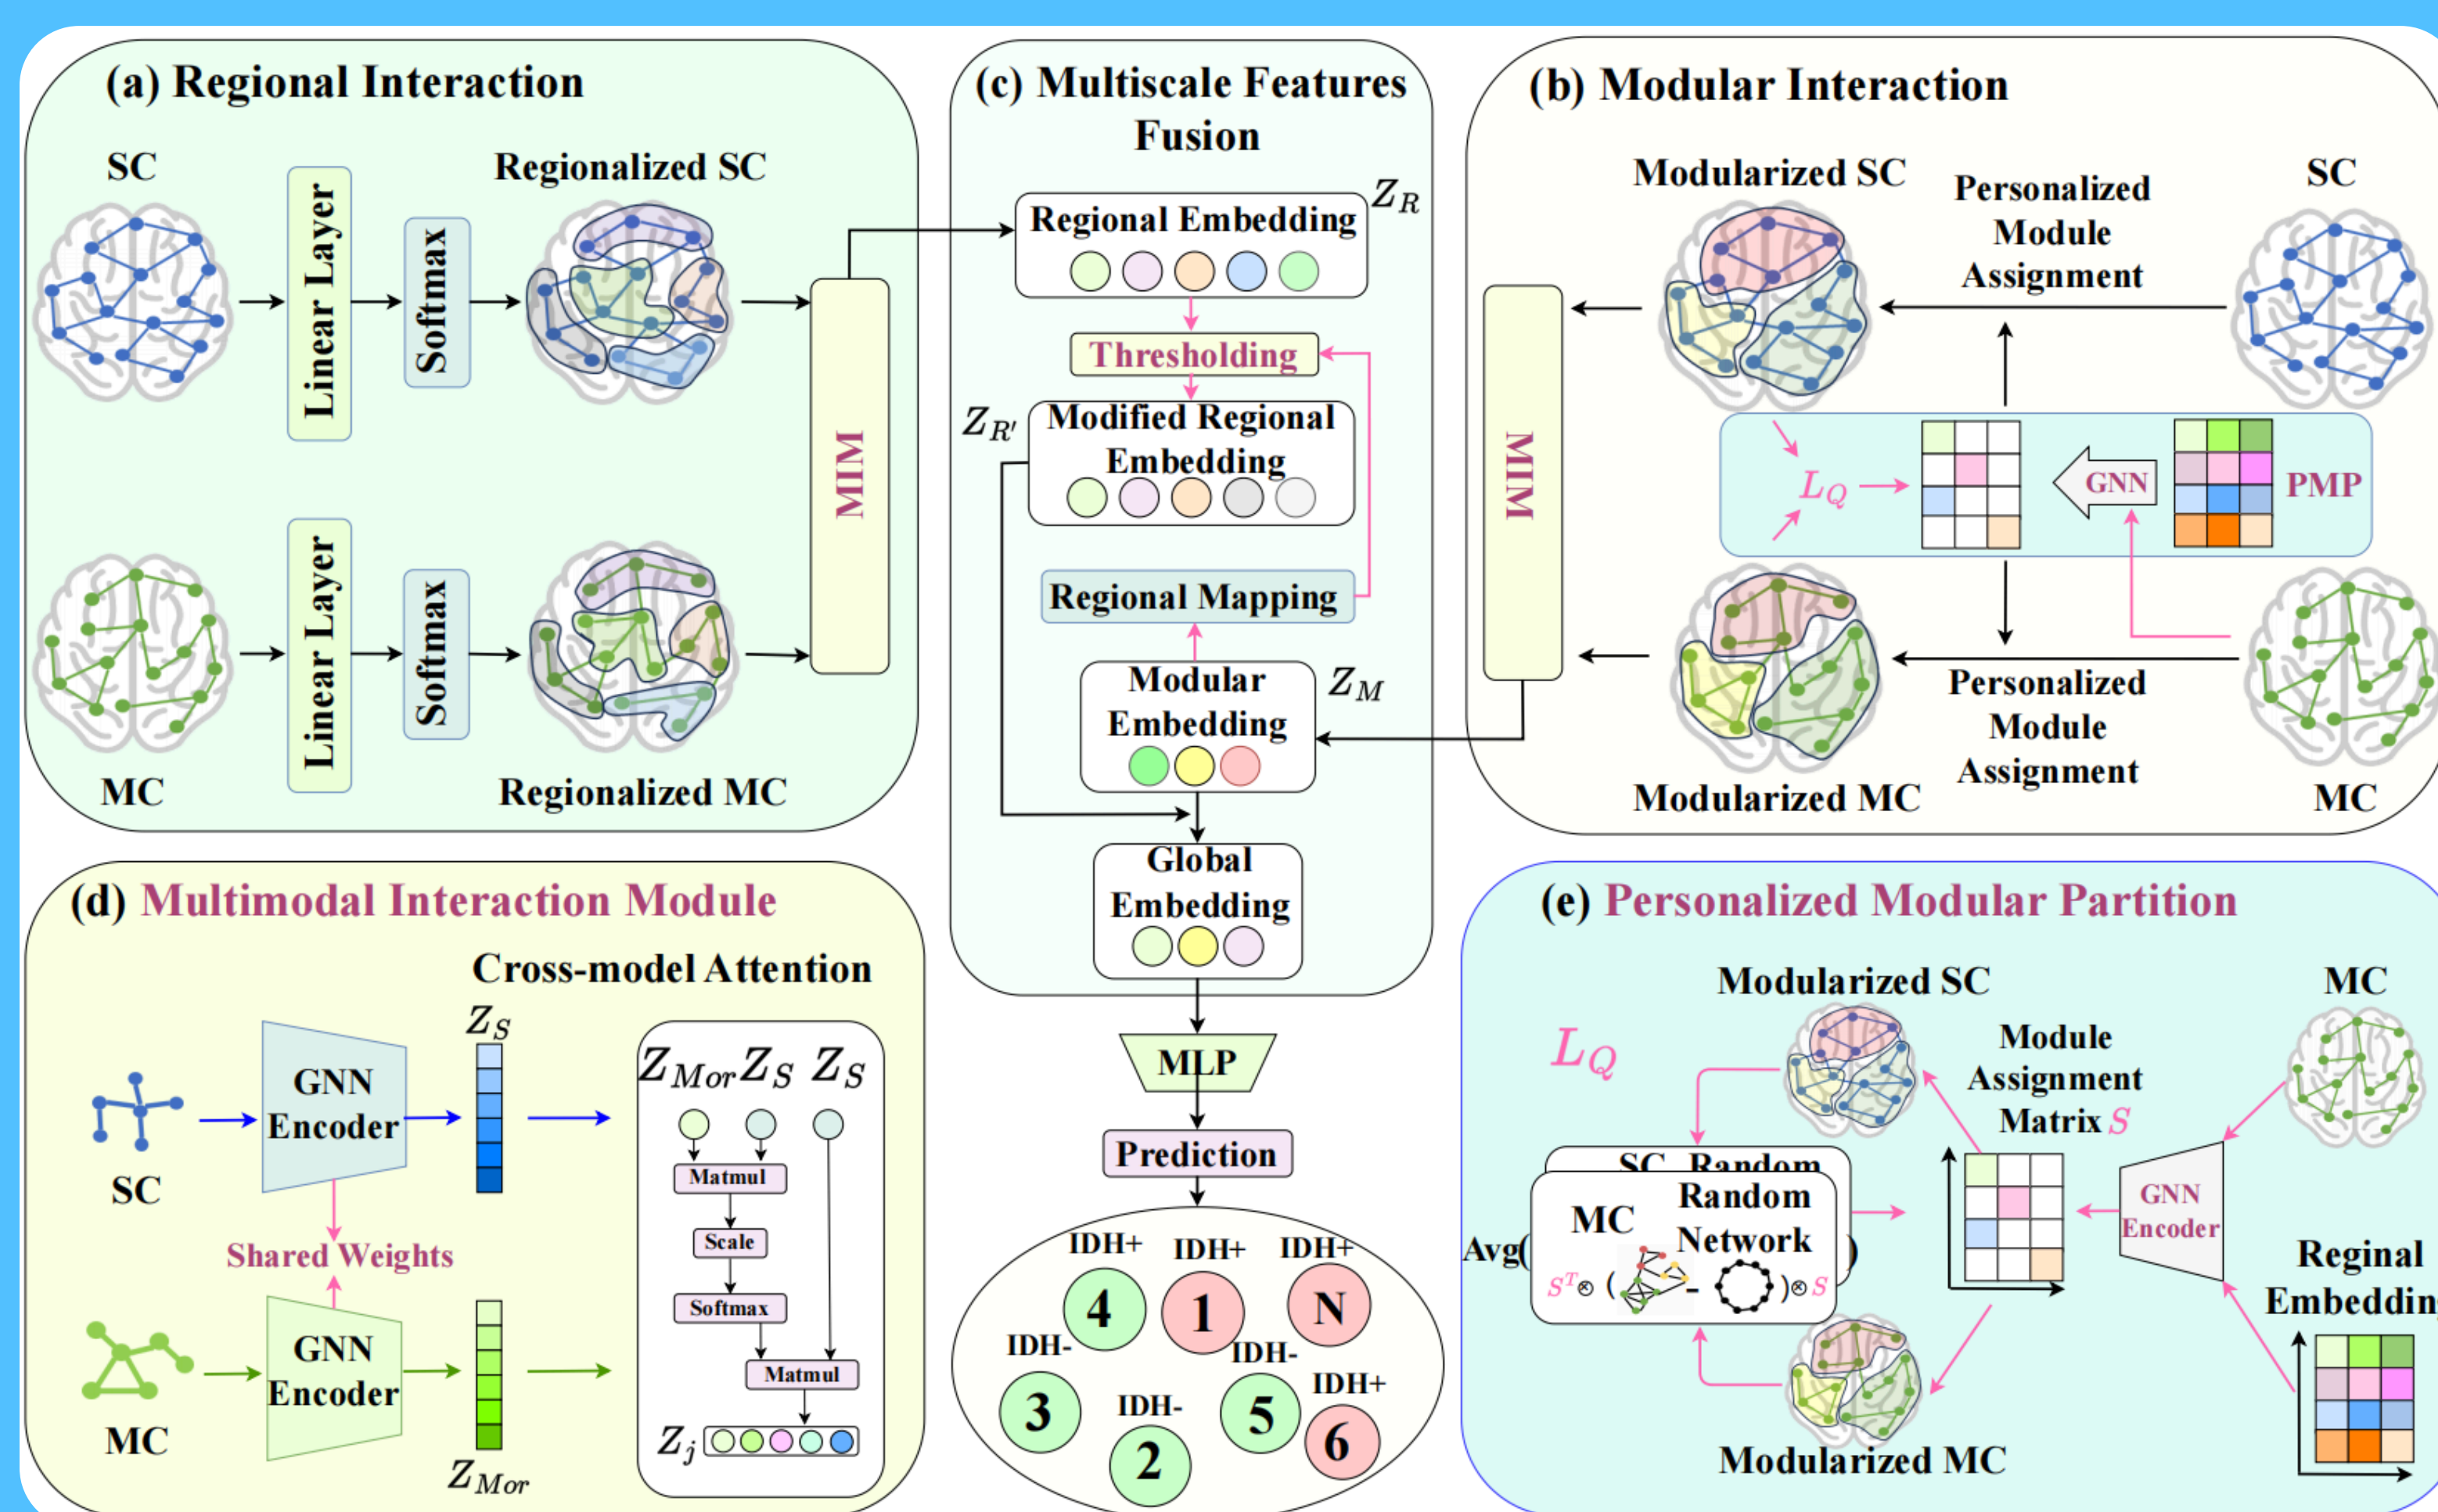 (a) Regional Interaction
SC
Linear Layer
Softmax
Regionalized SC
MC
Linear Layer
Softmax
Regionalized MC
MIM
(c) Multiscale Features
Fusion
Regional Embedding
Z_R
Thresholding
Z_{R'}
Modified Regional
Embedding
Regional Mapping
Modular
Embedding
Z_M
Global
Embedding
MLP
Prediction
IDH+
4
IDH+
1
IDH+
N
IDH-
3
IDH-
2
IDH-
5
IDH+
6
(b) Modular Interaction
Modularized SC
Personalized
Module
Assignment
SC
MIM
L_Q
GNN
PMP
Modularized MC
Personalized
Module
Assignment
MC
(d) Multimodal Interaction Module
Cross-model Attention
SC
GNN
Encoder
Z_S
Shared Weights
MC
GNN
Encoder
Z_{Mor}
Z_{Mor} Z_S Z_S
Matmul
Scale
Softmax
Matmul
Z_j
(e) Personalized Modular Partition
L_Q
Modularized SC
Module
Assignment
Matrix S
MC
SC Random
MC
Random
Network
Avg(
S^T ⊗ ( - ) ⊗ S
)
GNN
Encoder
Reginal
Embedding
Modularized MC